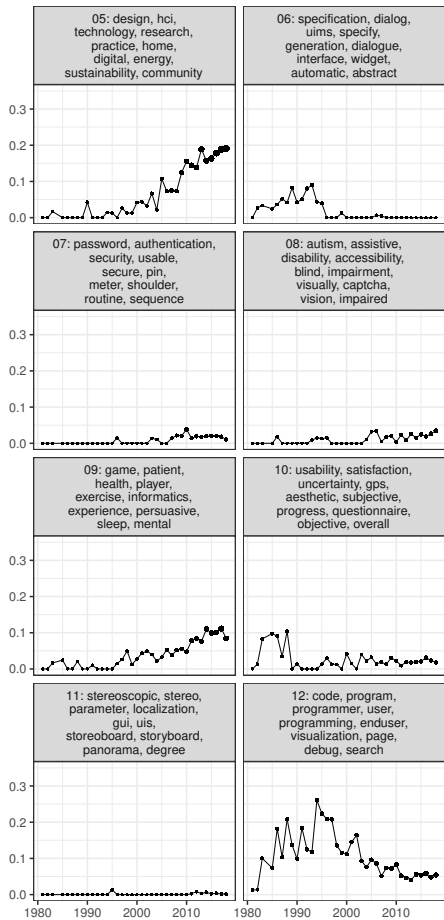 05: design, hci,
technology, research,
practice, home,
digital, energy,
sustainability, community
06: specification, dialog,
uims, specify,
generation, dialogue,
interface, widget,
automatic, abstract
0.3
0.2
0.1
0.0
07: password, authentication,
security, usable,
secure, pin,
meter, shoulder,
routine, sequence
08: autism, assistive,
disability, accessibility,
blind, impairment,
visually, captcha,
vision, impaired
0.3
0.2
0.1
0.0
09: game, patient,
health, player,
exercise, informatics,
experience, persuasive,
sleep, mental
10: usability, satisfaction,
uncertainty, gps,
aesthetic, subjective,
progress, questionnaire,
objective, overall
0.3
0.2
0.1
0.0
11: stereoscopic, stereo,
parameter, localization,
gui, uis,
storeoboard, storyboard,
panorama, degree
12: code, program,
programmer, user,
programming, enduser,
visualization, page,
debug, search
0.3
0.2
0.1
0.0
1980 1990 2000 2010 1980 1990 2000 2010